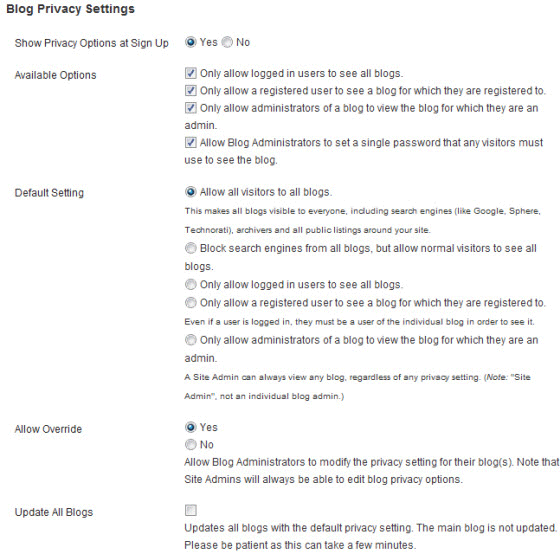 Blog Privacy Settings
Show Privacy Options at Sign Up
Yes No
Available Options
Only allow logged in users to see all blogs.
Only allow a registered user to see a blog for which they are registered to.
Only allow administrators of a blog to view the blog for which they are an
admin.
Allow Blog Administrators to set a single password that any visitors must
use to see the blog.
Default Setting
Allow all visitors to all blogs.
This makes all blogs visible to everyone, including search engines (like Google, Sphere,
Technorati), archivers and all public listings around your site.
Block search engines from all blogs, but allow normal visitors to see all
blogs.
Only allow logged in users to see all blogs.
Only allow a registered user to see a blog for which they are registered to.
Even if a user is logged in, they must be a user of the individual blog in order to see it.
Only allow administrators of a blog to view the blog for which they are an
admin.
A Site Admin can always view any blog, regardless of any privacy setting. (Note: "Site
Admin", not an individual blog admin.)
Allow Override
Yes
No
Allow Blog Administrators to modify the privacy setting for their blog(s). Note that
Site Admins will always be able to edit blog privacy options.
Update All Blogs
Updates all blogs with the default privacy setting. The main blog is not updated.
Please be patient as this can take a few minutes.